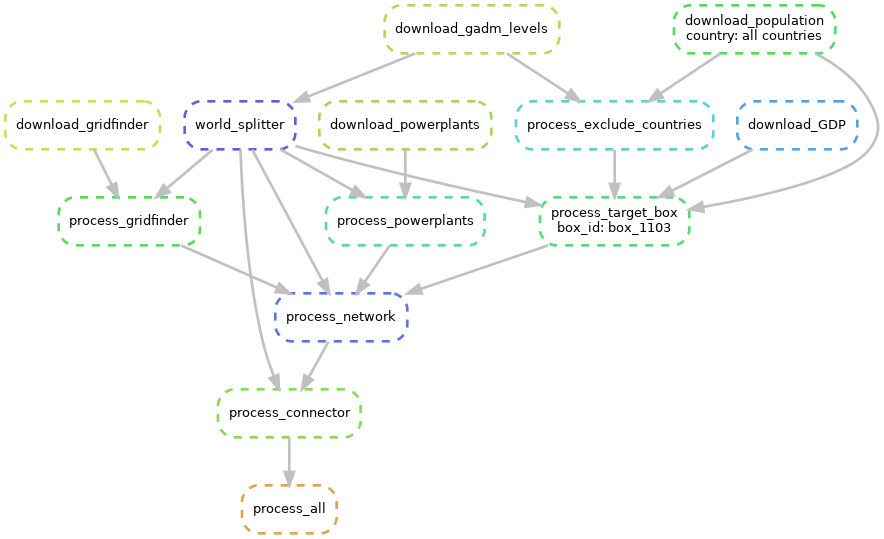 download_gadm_levels
download_population
country: all countries
download_gridfinder
world_splitter
download_powerplants
process_exclude_countries
download_GDP
process_gridfinder
process_powerplants
process_target_box
box_id: box_1103
process_network
process_connector
process_all